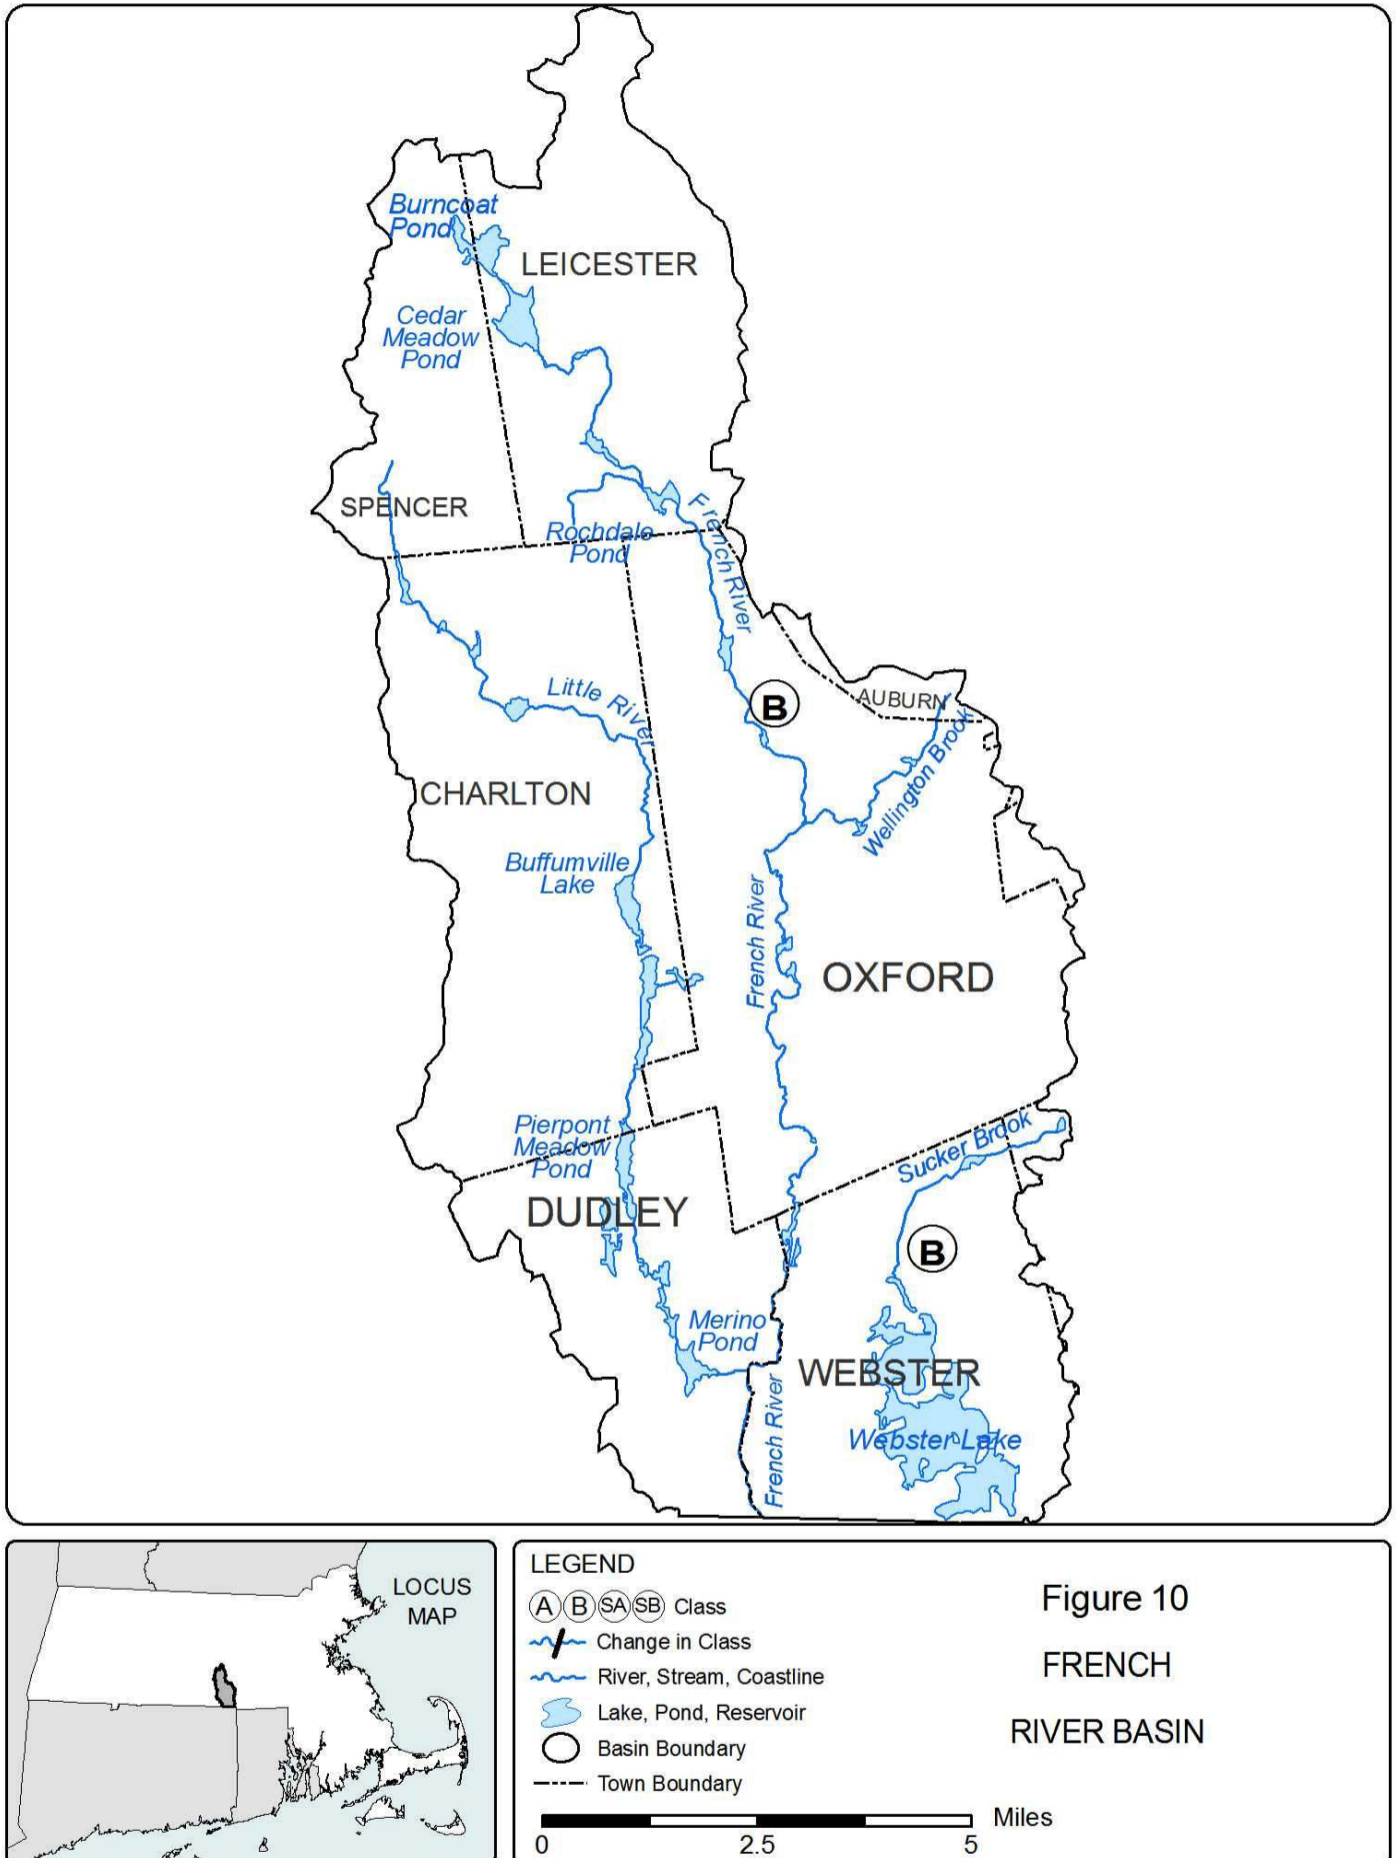 Burncoat
Pond
LEICESTER
Cedar
Meadow
Pond
SPENCER
French River
Rochdale
Pond
Little River
B
AUBURN
Wellington Brook
CHARLTON
Buffumville
Lake
French River
OXFORD
Pierpont
Meadow
Pond
Sucker Brook
DUDLEY
B
Merino
Pond
WEBSTER
French River
Webster Lake
LOCUS
MAP
LEGEND
A B SA SB Class
Change in Class
River, Stream, Coastline
Lake, Pond, Reservoir
Basin Boundary
Town Boundary
Miles
0 2.5 5
Figure 10
FRENCH
RIVER BASIN